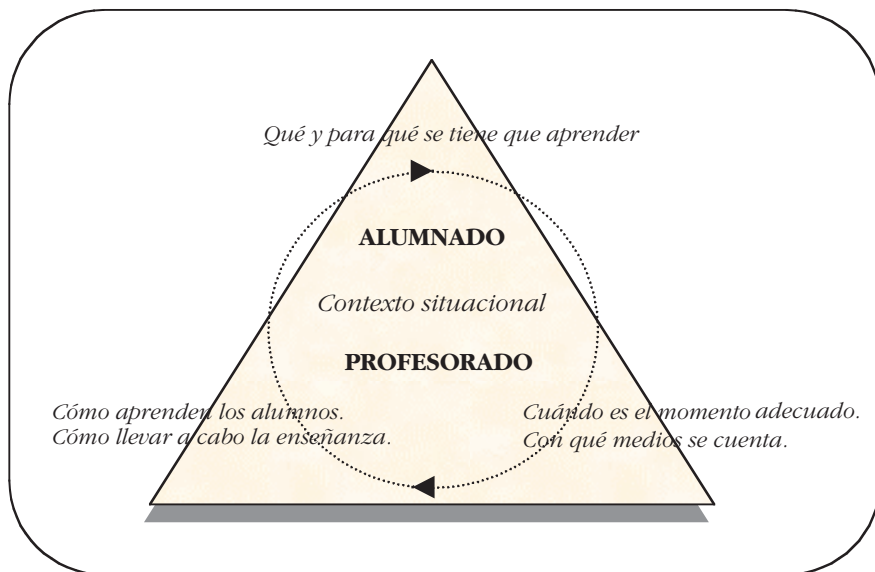 Qué y para qué se tiene que aprender
ALUMNADO
Contexto situacional
PROFESORADO
Cómo aprenden los alumnos.
Cómo llevar a cabo la enseñanza.
Cuándo es el momento adecuado.
Con qué medios se cuenta.